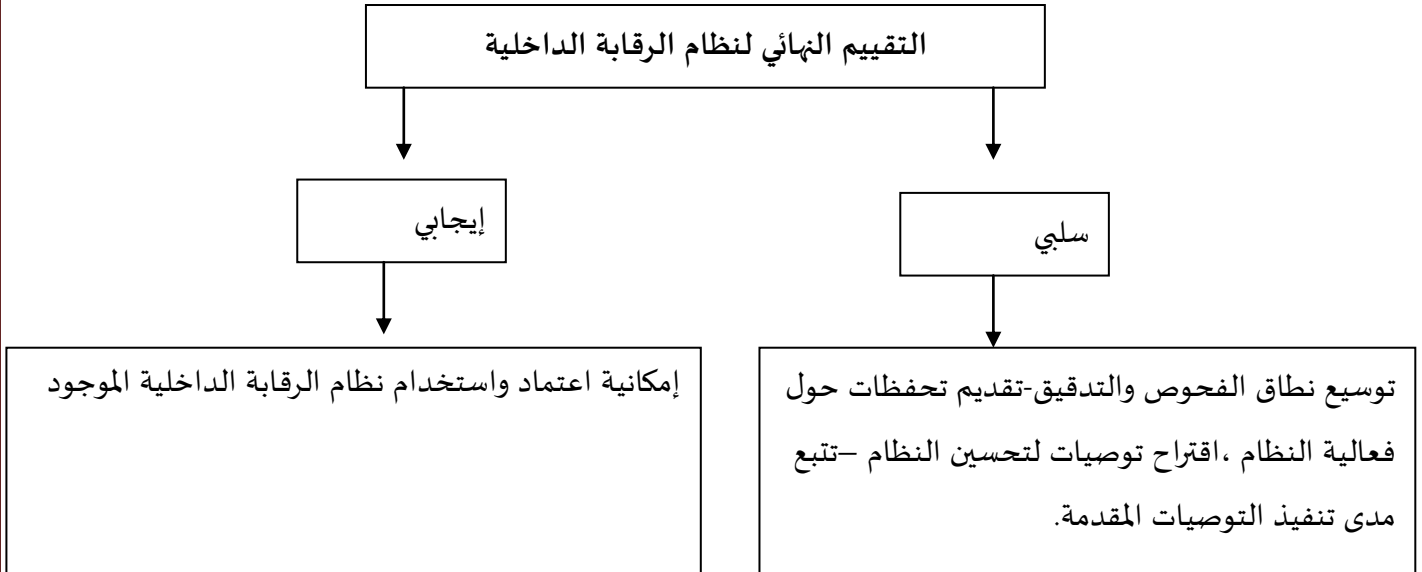 التقييم النهائي لنظام الرقابة الداخلية
سلبي
إيجابي
توسيع نطاق الفحوص والتدقيق-تقديم تحفظات حول
فعالية النظام ،اقتراح توصيات لتحسين النظام –تتبع
مدى تنفيذ التوصيات المقدمة.
إمكانية اعتماد واستخدام نظام الرقابة الداخلية الموجود